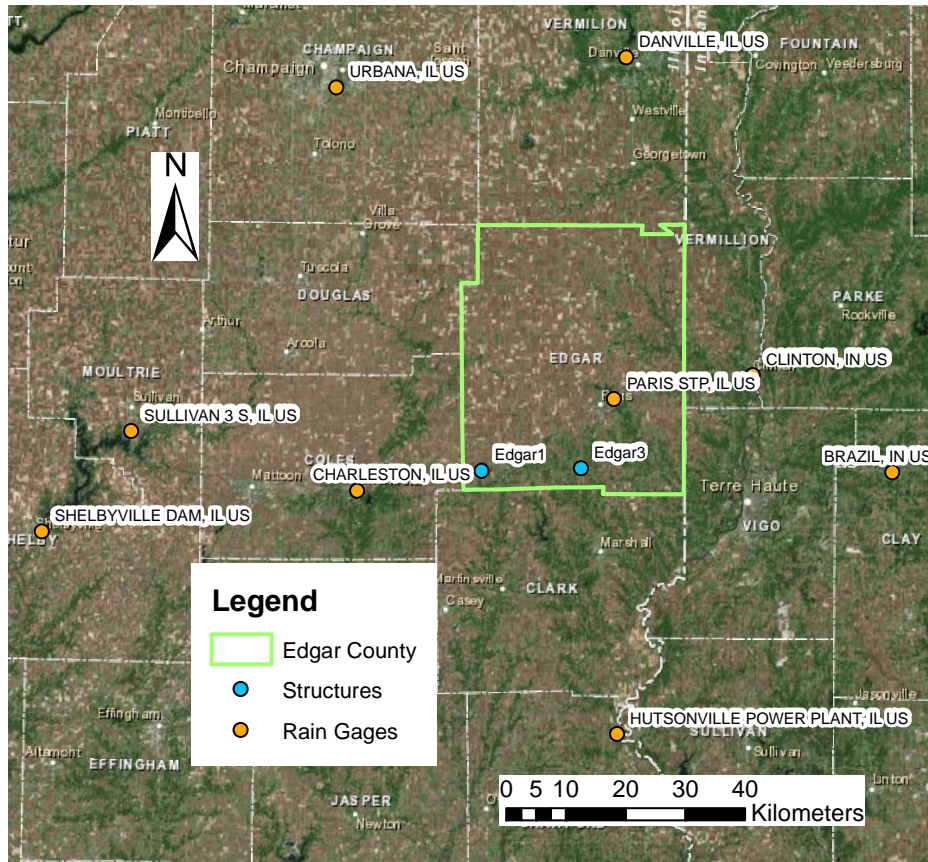 VERMILION
DANVILLE, IL US
Danville
FOUNTAIN
Covington
Veedersburg
CHAMPAIGN
Champaign
Saint
URBANA, IL US
Illinois
Monticello
PIATT
Westville
Tolono
Georgetown
N
Villa
Grove
VERMILLION
Tuscola
DOUGLAS
PARKE
Rockville
Arthur
Arcola
EDGAR
CLINTON, IN US
MOULTRIE
PARIS STP, IL US
Paris
Sullivan
SULLIVAN 3 S, IL US
COLES
Edgar1
Edgar3
BRAZIL, IN US
Mattoon
CHARLESTON, IL US
Terre Haute
SHELBYVILLE DAM, IL US
VIGO
Marshall
CLAY
Martinsville
CLARK
Casey
Legend
Edgar County
Structures
Rain Gages
Jasonville
Effingham
HUTSONVILLE POWER PLANT, IL US
SULLIVAN
Sullivan
Altamont
EFFINGHAM
Linton
0 5 10 20 30 40
Kilometers
JASPER
Newton